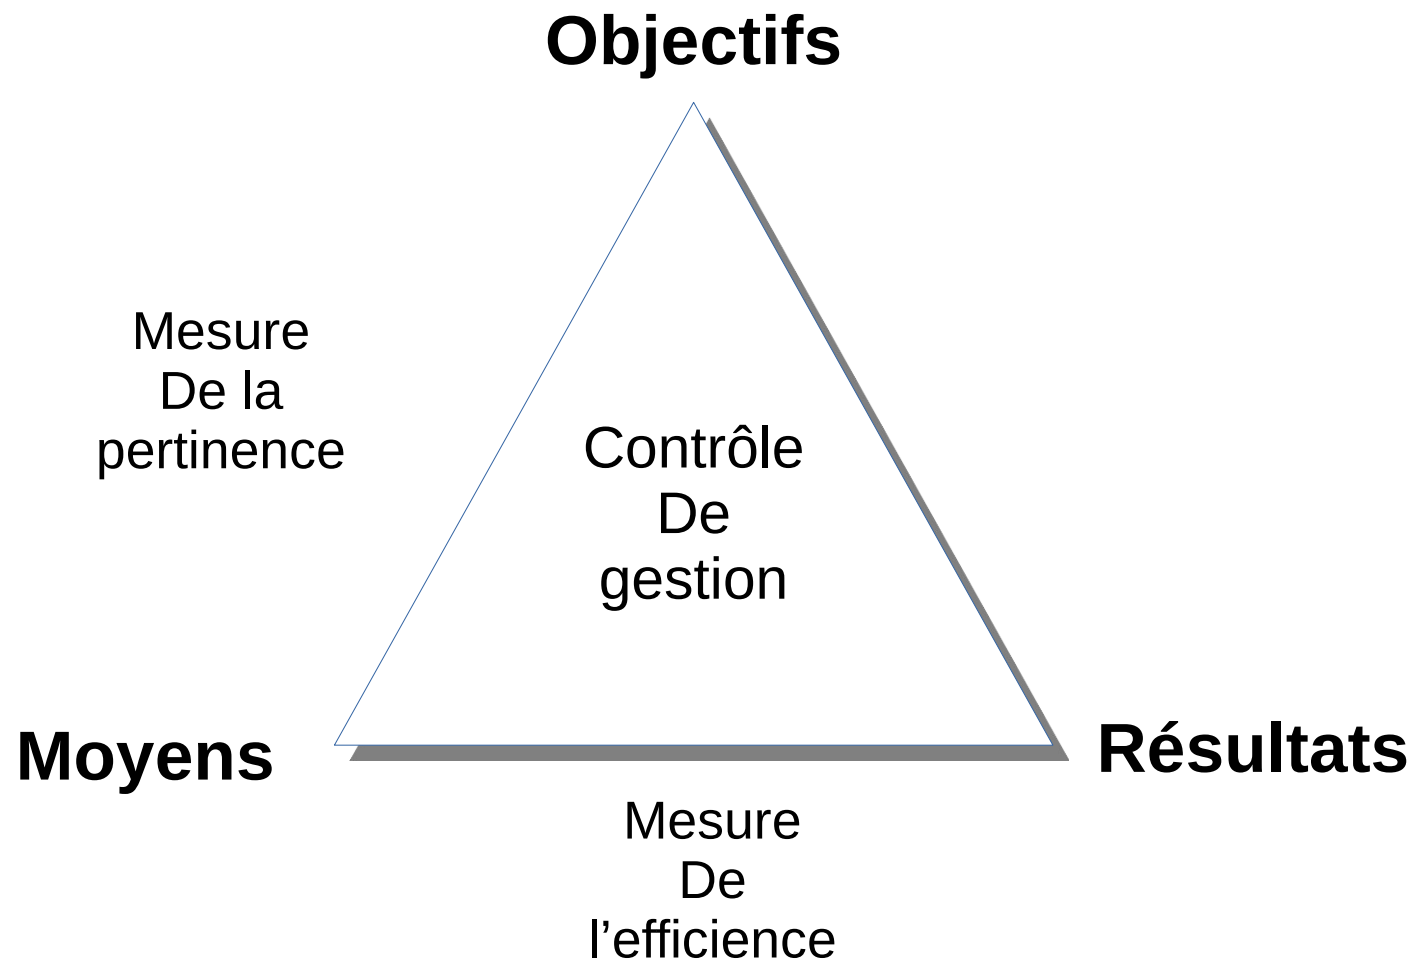 Objectifs
Mesure
De la
pertinence
Contrôle
De
gestion
Moyens
Résultats
Mesure
De
l’efficience